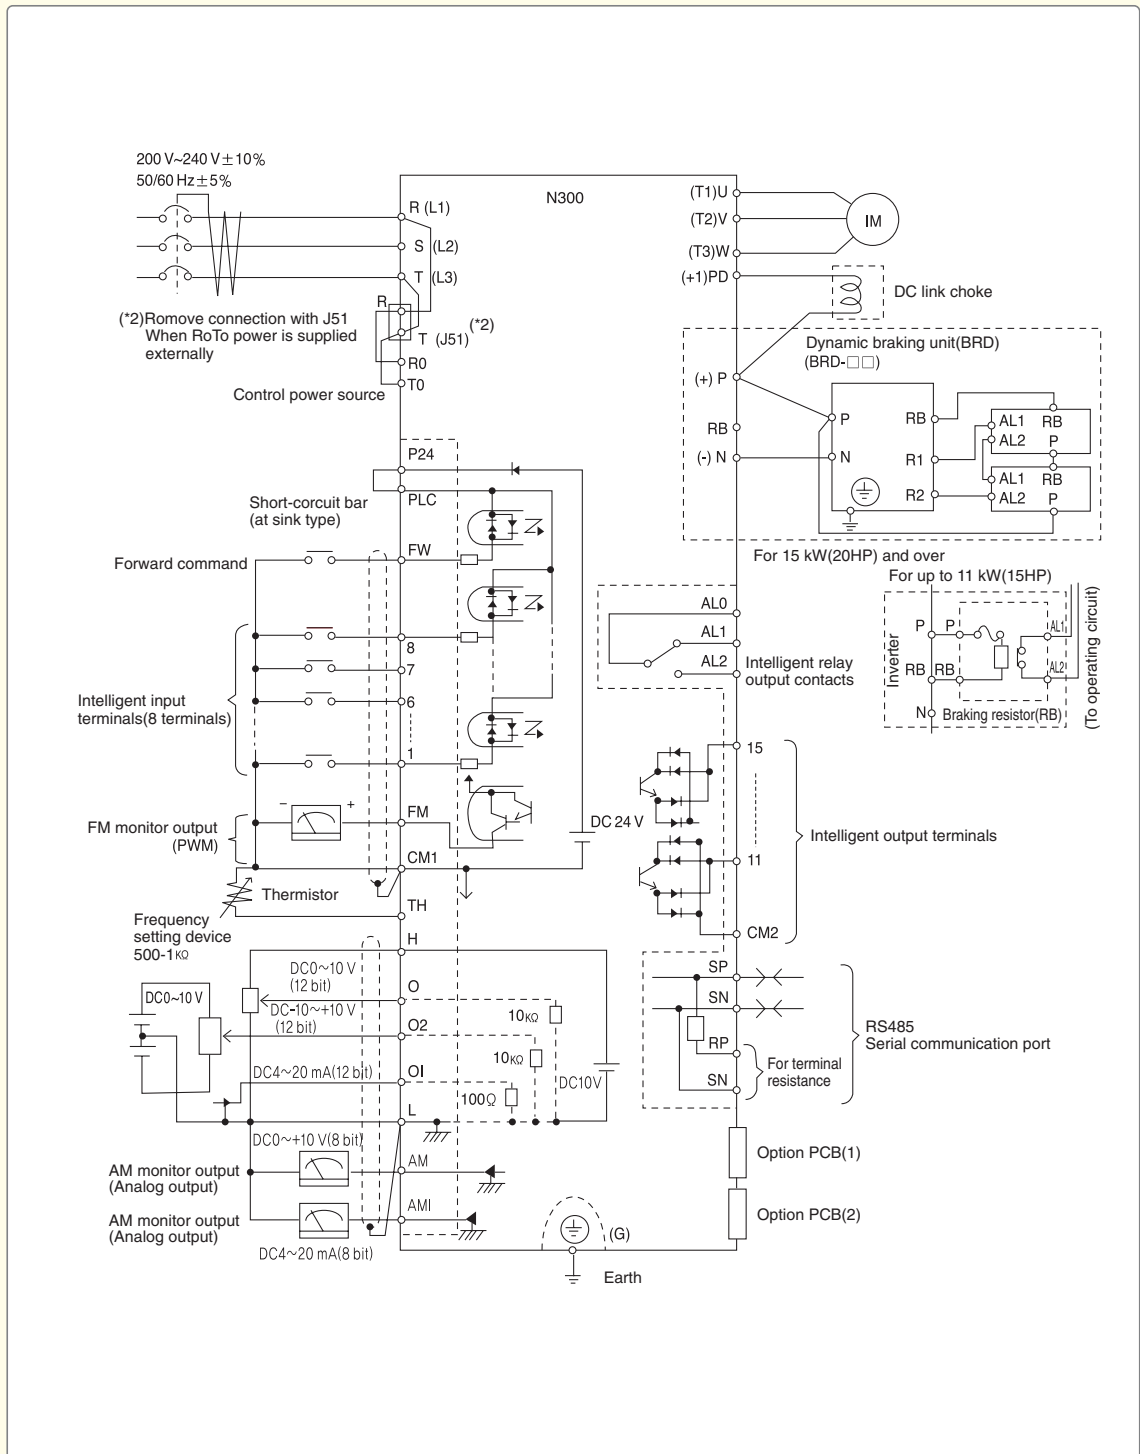 200 V~240 V±10%
50/60 Hz±5%
R (L1)
S (L2)
T (L3)
R
T (J51) (*2)
R0
T0
(*2)Romove connection with J51
When RoTo power is supplied
externally
Control power source
N300
(T1)U
(T2)V
(T3)W
(+1)PD
IM
DC link choke
Dynamic braking unit(BRD)
(BRD-□□)
(+) P
RB
(-) N
P
N
RB
R1
R2
AL1 RB
AL2 P
AL1 RB
AL2 P
For 15 kW(20HP) and over
For up to 11 kW(15HP)
Inverter
P P
RB RB
N
AL1
AL2
Braking resistor(RB)
(To operating circuit)
P24
PLC
Short-corcuit bar
(at sink type)
Forward command
FW
8
7
6
1
Intelligent input
terminals(8 terminals)
FM monitor output
(PWM)
− +
FM
CM1
TH
DC 24 V
Thermistor
Frequency
setting device
500-1KΩ
AL0
AL1
AL2
Intelligent relay
output contacts
15
11
CM2
Intelligent output terminals
H
DC0~10 V
(12 bit)
O
DC-10~+10 V
(12 bit)
O2
DC0~10 V
DC4~20 mA(12 bit)
OI
L
10KΩ
10KΩ
100Ω
DC10V
DC0~+10 V(8 bit)
AM monitor output
(Analog output)
AM
AM monitor output
(Analog output)
AMI
DC4~20 mA(8 bit)
SP
SN
RP
SN
For terminal
resistance
RS485
Serial communication port
Option PCB(1)
Option PCB(2)
(G)
Earth